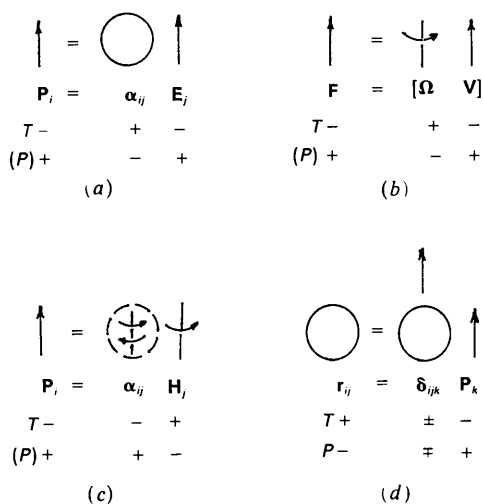 =
P_i = α_ij E_j
T − + −
(P) + − +
(a)
=
F = [Ω V]
T − + −
(P) + − +
(b)
=
P_i = α_ij H_j
T − − +
(P) + + −
(c)
=
r_ij = δ_ijk P_k
T + ± −
P − ∓ +
(d)